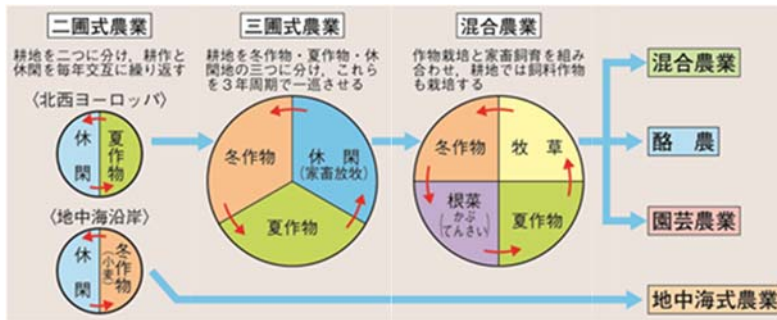 二圃式農業
耕地を二つに分け，耕作と
休閑を毎年交互に繰り返す
〈北西ヨーロッパ〉
休閑
夏作物
〈地中海沿岸〉
休閑
冬作物
(小麦)
三圃式農業
耕地を冬作物・夏作物・休
閑地の三つに分け，これら
を３年周期で一巡させる
冬作物
休閑
(家畜放牧)
夏作物
混合農業
作物栽培と家畜飼育を組み
合わせ，耕地では飼料作物
も栽培する
冬作物
牧草
根菜
(かぶ
てんさい)
夏作物
混合農業
酪農
園芸農業
地中海式農業